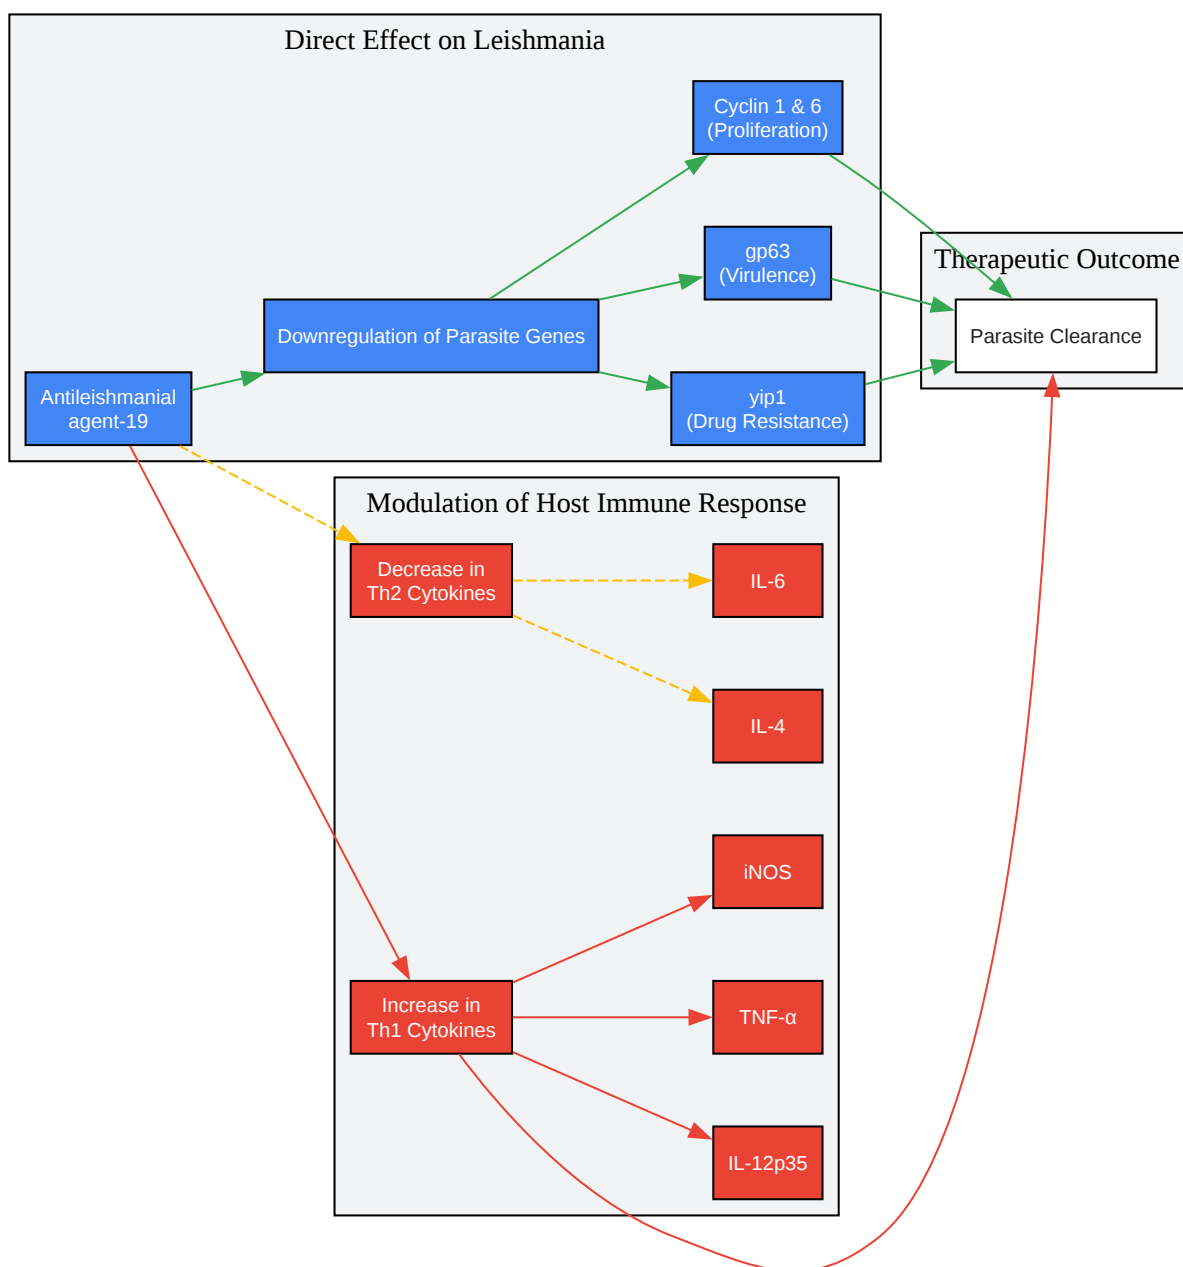 Direct Effect on Leishmania
Cyclin 1 & 6
(Proliferation)
gp63
(Virulence)
Therapeutic Outcome
Downregulation of Parasite Genes
Parasite Clearance
Antileishmanial
agent-19
yip1
(Drug Resistance)
Modulation of Host Immune Response
Decrease in
Th2 Cytokines
IL-6
IL-4
iNOS
Increase in
Th1 Cytokines
TNF-α
IL-12p35